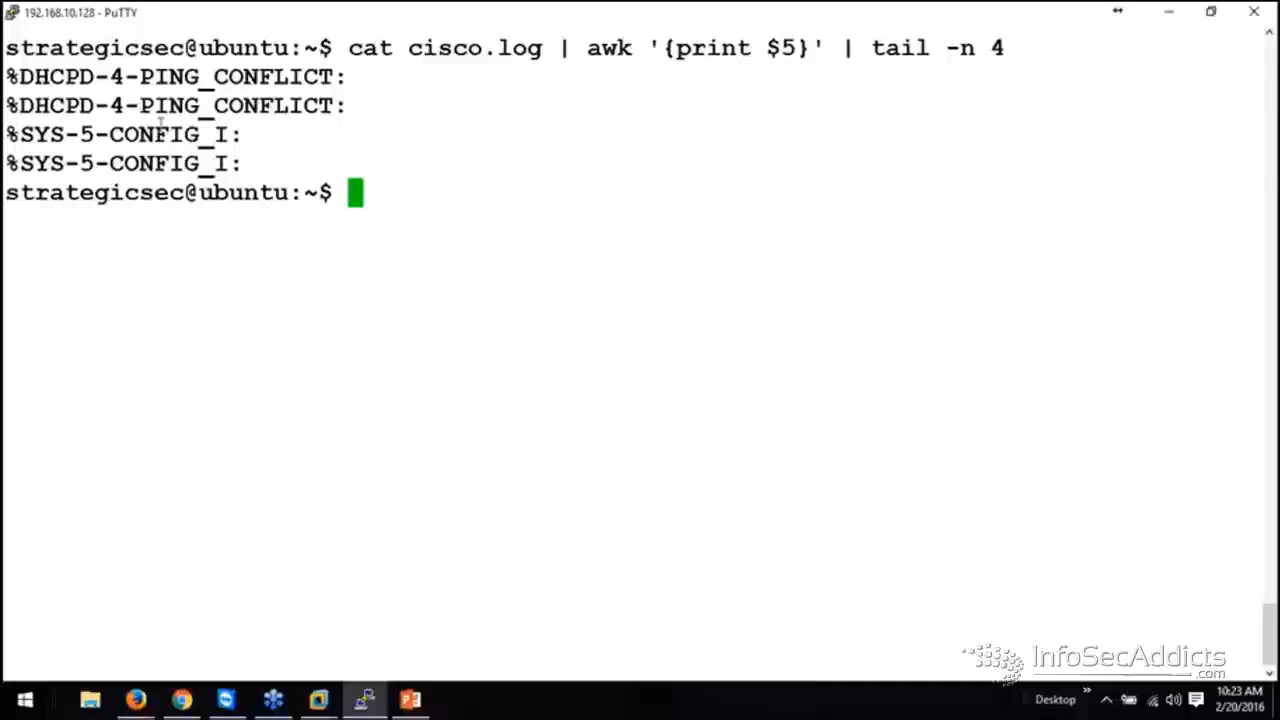 192.168.10.128 - PuTTY
strategicsec@ubuntu:~$ cat cisco.log | awk '{print $5}' | tail -n 4
%DHCPD-4-PING_CONFLICT:
%DHCPD-4-PING_CONFLICT:
%SYS-5-CONFIG_I:
%SYS-5-CONFIG_I:
strategicsec@ubuntu:~$
InfoSecAddicts
.com
Desktop
10:23 AM
2/20/2016